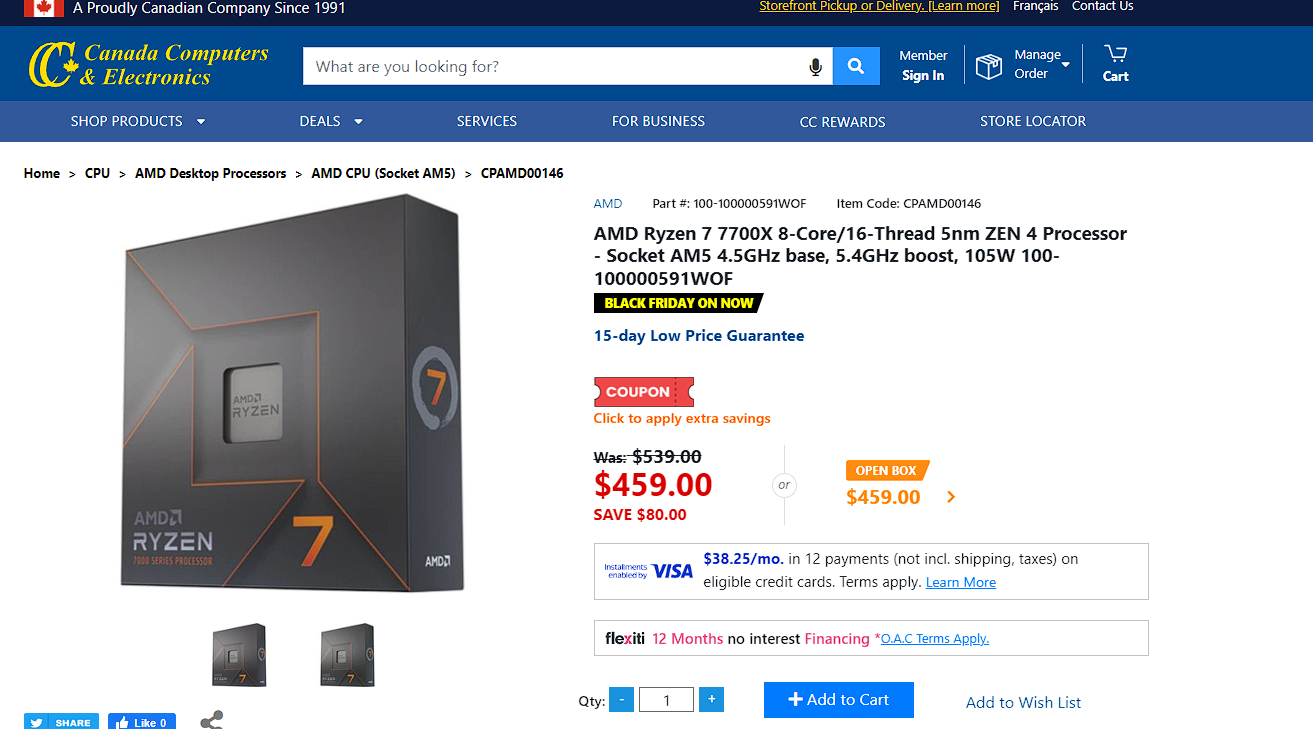 A Proudly Canadian Company Since 1991
Storefront Pickup or Delivery. [Learn more]
Français
Contact Us
Canada Computers
& Electronics
What are you looking for?
Member
Sign In
Manage
Order
Cart
SHOP PRODUCTS
DEALS
SERVICES
FOR BUSINESS
CC REWARDS
STORE LOCATOR
Home > CPU > AMD Desktop Processors > AMD CPU (Socket AM5) > CPAMD00146
AMD
RYZEN
7
AMD
RYZEN
7000 SERIES PROCESSOR
7
AMD
AMD Part #: 100-100000591WOF Item Code: CPAMD00146
AMD Ryzen 7 7700X 8-Core/16-Thread 5nm ZEN 4 Processor
- Socket AM5 4.5GHz base, 5.4GHz boost, 105W 100-
100000591WOF
BLACK FRIDAY ON NOW
15-day Low Price Guarantee
COUPON
Click to apply extra savings
Was: $539.00
$459.00
SAVE $80.00
or
OPEN BOX
$459.00
Installments
enabled by
VISA
$38.25/mo. in 12 payments (not incl. shipping, taxes) on
eligible credit cards. Terms apply. Learn More
flexiti 12 Months no interest Financing *O.A.C Terms Apply.
Qty: - 1 +
Add to Cart
Add to Wish List
SHARE
Like 0